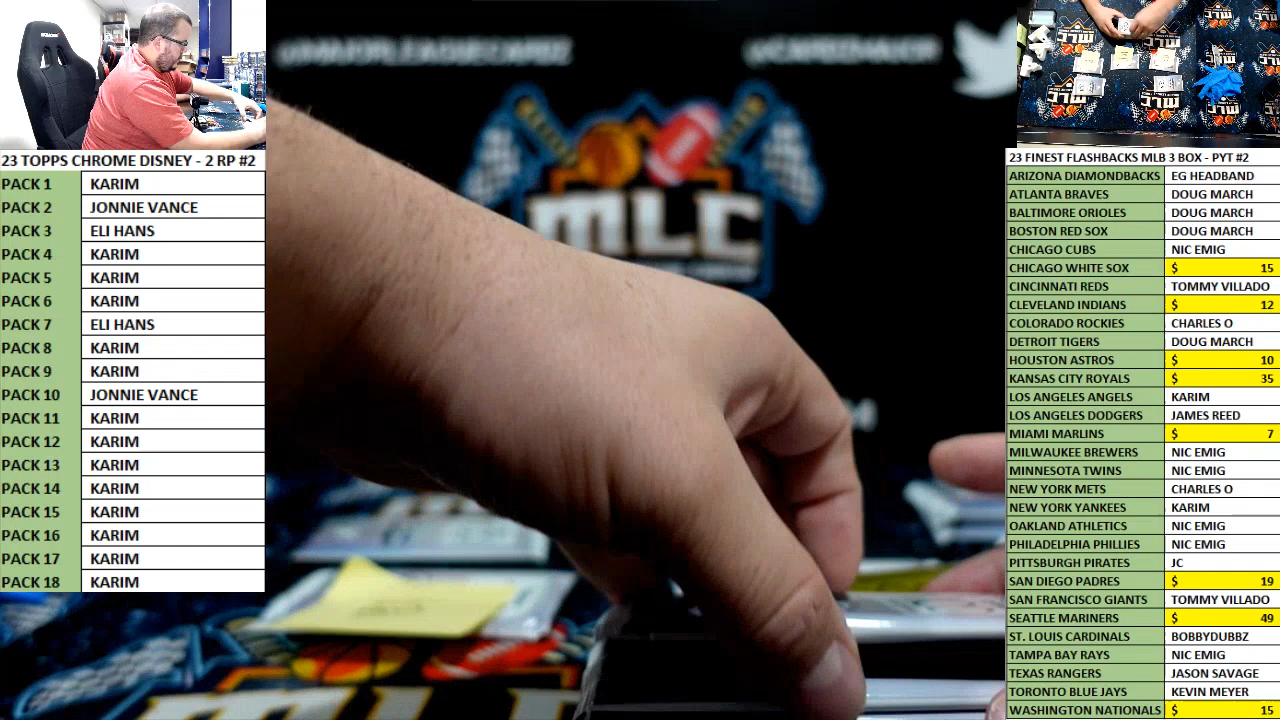 23 TOPPS CHROME DISNEY - 2 RP #2
PACK 1 KARIM
PACK 2 JONNIE VANCE
PACK 3 ELI HANS
PACK 4 KARIM
PACK 5 KARIM
PACK 6 KARIM
PACK 7 ELI HANS
PACK 8 KARIM
PACK 9 KARIM
PACK 10 JONNIE VANCE
PACK 11 KARIM
PACK 12 KARIM
PACK 13 KARIM
PACK 14 KARIM
PACK 15 KARIM
PACK 16 KARIM
PACK 17 KARIM
PACK 18 KARIM
MLC
23 FINEST FLASHBACKS MLB 3 BOX - PYT #2
ARIZONA DIAMONDBACKS EG HEADBAND
ATLANTA BRAVES DOUG MARCH
BALTIMORE ORIOLES DOUG MARCH
BOSTON RED SOX DOUG MARCH
CHICAGO CUBS NIC EMIG
CHICAGO WHITE SOX $ 15
CINCINNATI REDS TOMMY VILLADO
CLEVELAND INDIANS $ 12
COLORADO ROCKIES CHARLES O
DETROIT TIGERS DOUG MARCH
HOUSTON ASTROS $ 10
KANSAS CITY ROYALS $ 35
LOS ANGELES ANGELS KARIM
LOS ANGELES DODGERS JAMES REED
MIAMI MARLINS $ 7
MILWAUKEE BREWERS NIC EMIG
MINNESOTA TWINS NIC EMIG
NEW YORK METS CHARLES O
NEW YORK YANKEES KARIM
OAKLAND ATHLETICS NIC EMIG
PHILADELPHIA PHILLIES NIC EMIG
PITTSBURGH PIRATES JC
SAN DIEGO PADRES $ 19
SAN FRANCISCO GIANTS TOMMY VILLADO
SEATTLE MARINERS $ 49
ST. LOUIS CARDINALS BOBBYDUBBZ
TAMPA BAY RAYS NIC EMIG
TEXAS RANGERS JASON SAVAGE
TORONTO BLUE JAYS KEVIN MEYER
WASHINGTON NATIONALS $ 15